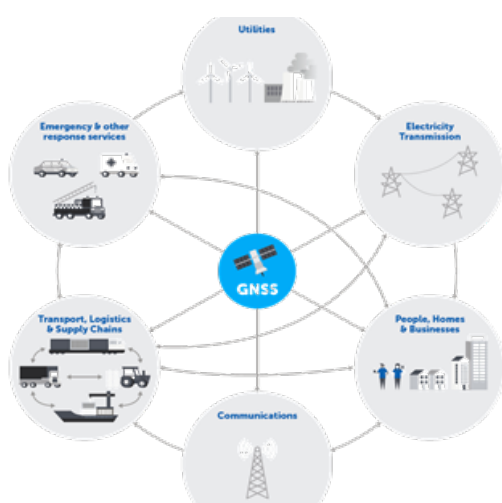 Utilities
Emergency & other
response services
Electricity
Transmission
GNSS
Transport, Logistics
& Supply Chains
People, Homes
& Businesses
Communications